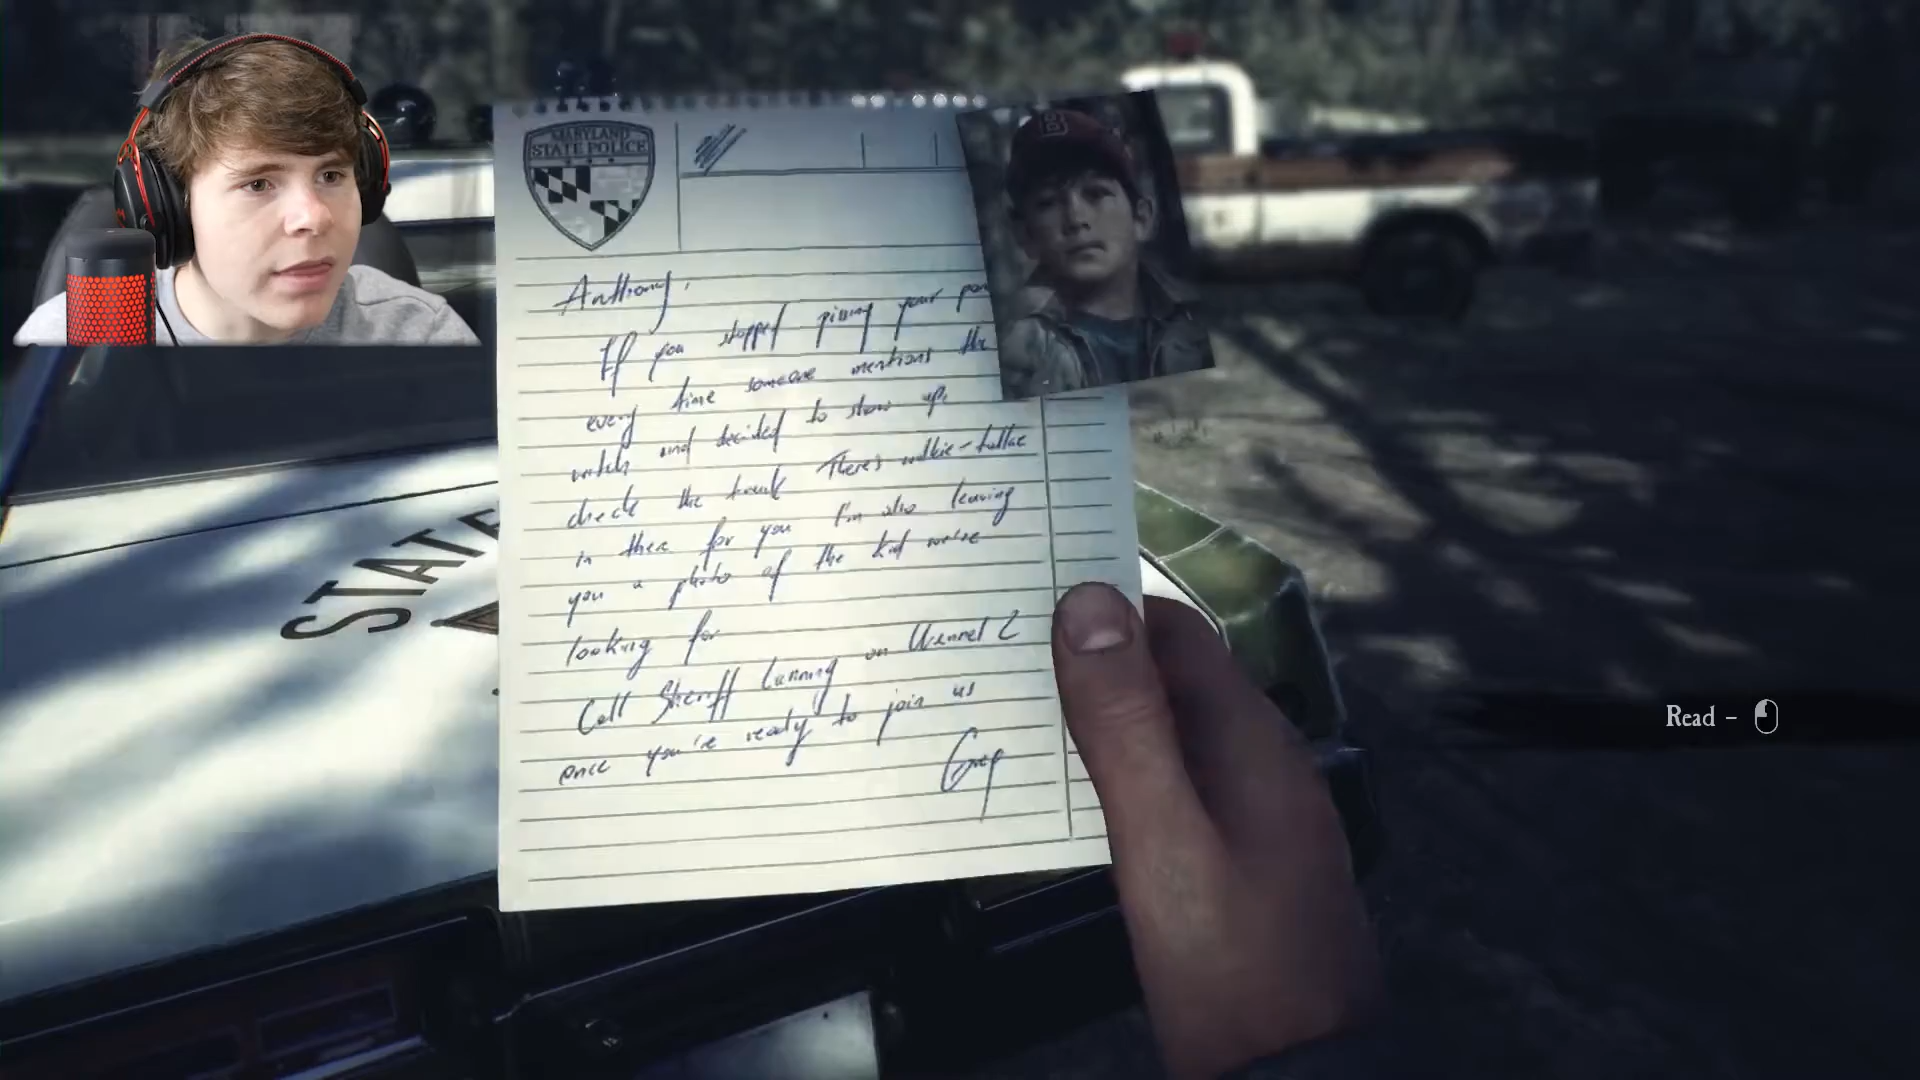 MARYLAND
STATE POLICE
Anthony,
If you stopped pissing your
every time someone mentions the
witch and decided to show up,
check the trunk There's walkie-talkie
in there for you I'm also leaving
you a photo of the kid we're
looking for
Call Sheriff Lanning on Channel 2
once you're ready to join us
Greg
B
STATE
Read -